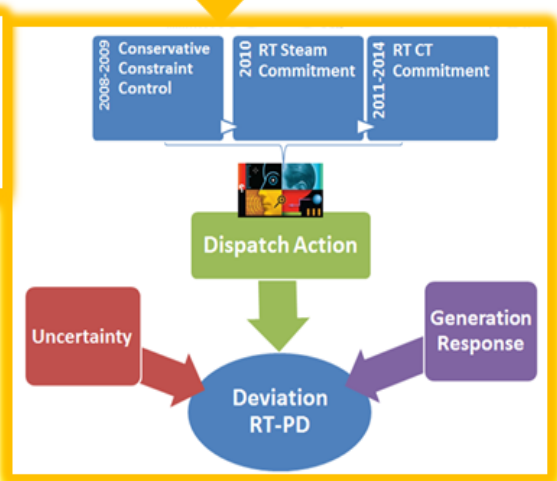 2008-2009
Conservative
Constraint
Control
2010
RT Steam
Commitment
2011-2014
RT CT
Commitment
Dispatch Action
Uncertainty
Generation
Response
Deviation
RT-PD